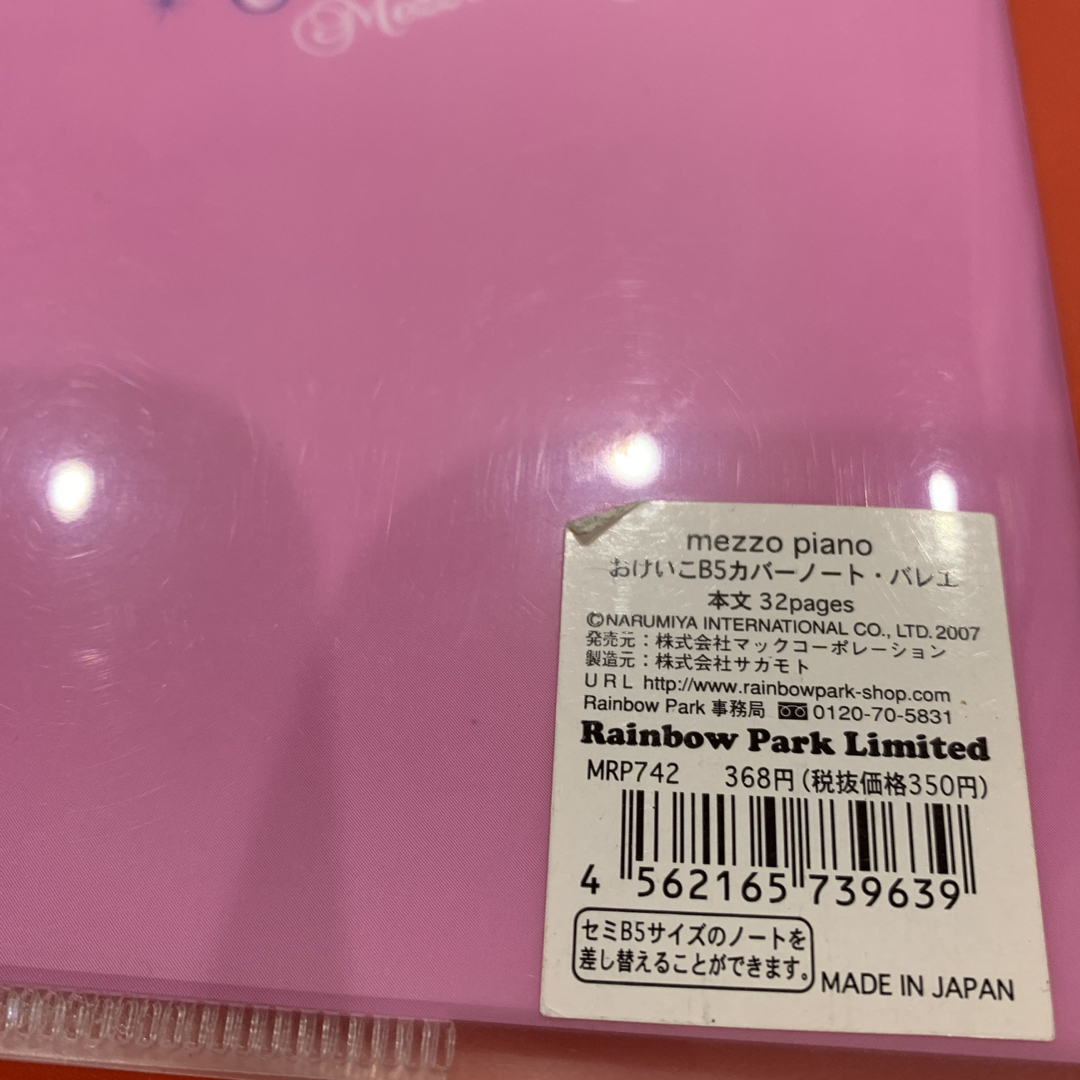 mezzo piano
おけいこB5カバーノート・バレエ
本文 32pages
©NARUMIYA INTERNATIONAL CO., LTD. 2007
発売元：株式会社マックコーポレーション
製造元：株式会社サカモト
URL http://www.rainbowpark-shop.com
Rainbow Park 事務局 0120-70-5831
Rainbow Park Limited
MRP742 368円（税抜価格350円）
4 562165 739639
セミB5サイズのノートを
差し替えることができます。
MADE IN JAPAN